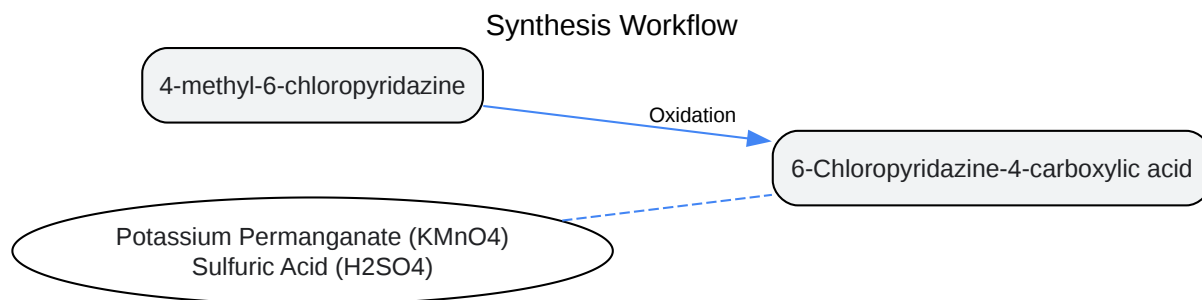 Synthesis Workflow
4-methyl-6-chloropyridazine
Oxidation
6-Chloropyridazine-4-carboxylic acid
Potassium Permanganate (KMnO4)
Sulfuric Acid (H2SO4)